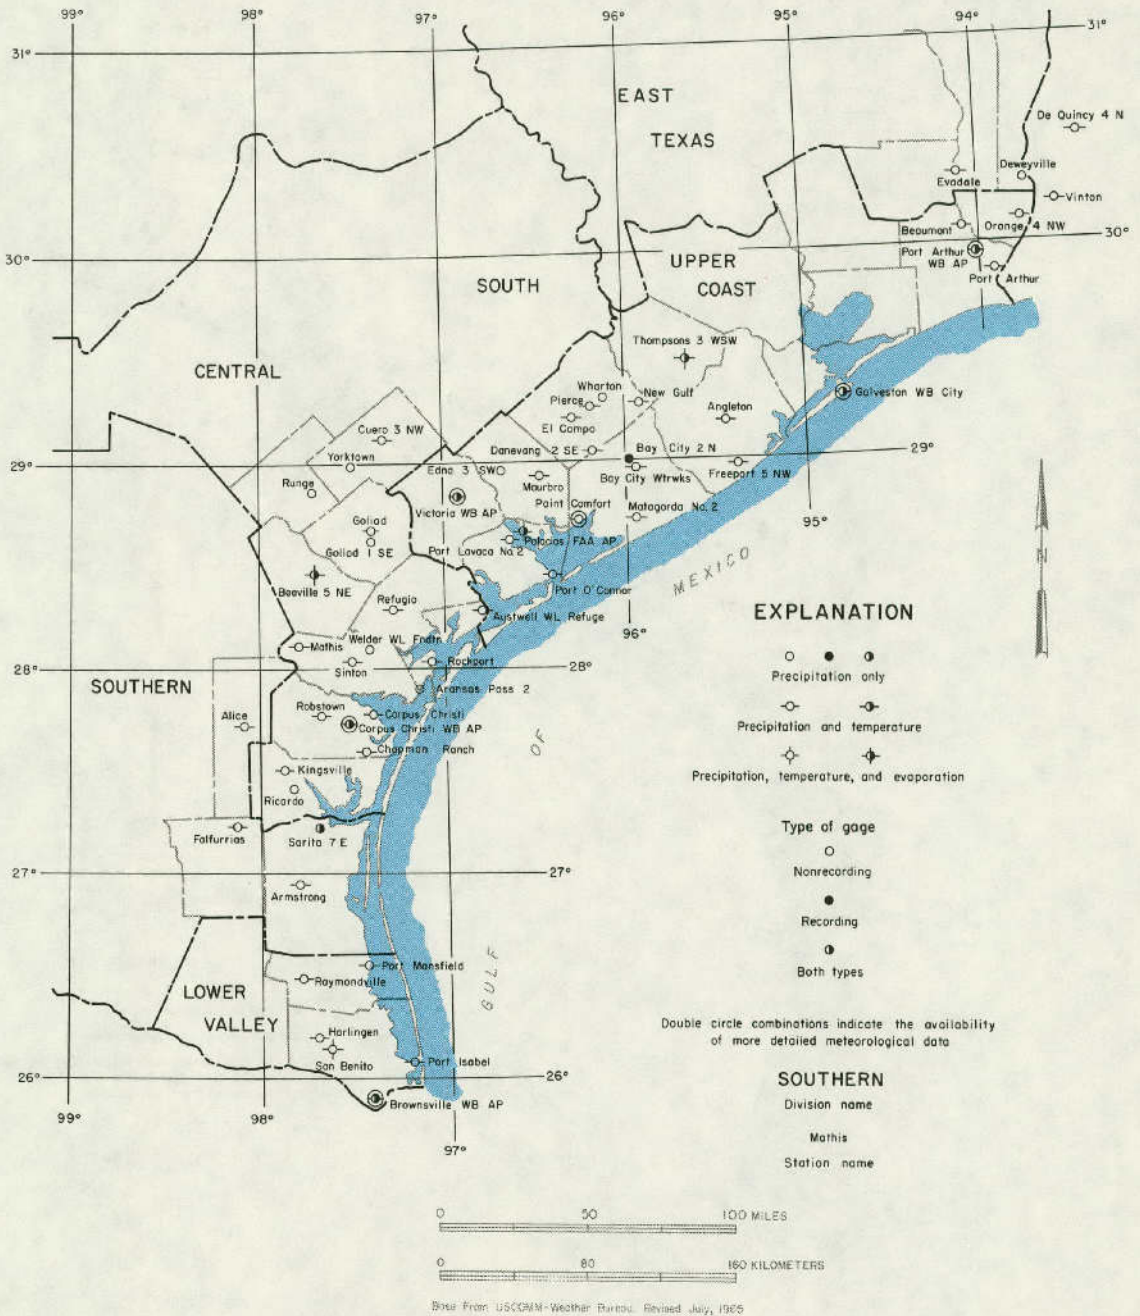 99°
98°
97°
96°
95°
94°
31°
31°
EAST
TEXAS
De Quincy 4 N
Deweyville
Evadale
Vinton
Beaumont
Orange 4 NW
30°
Port Arthur
WB AP
Port Arthur
30°
UPPER
COAST
SOUTH
Thompsons 3 WSW
CENTRAL
Wharton
New Gulf
Galveston WB City
Pierce
Angleton
El Campo
Cuero 3 NW
Danevang 2 SE
Bay City 2 N
29°
Yorktown
Edna 3 SW
29°
Maurbro
Bay City Wtrwks
Freeport 5 NW
Runge
Victoria WB AP
Point Comfort
Matagorda No. 2
95°
Goliad
Goliad 1 SE
Port Lavaca No. 2
Palacios FAA AP
MEXICO
Beeville 5 NE
Port O'Connor
Refugio
Austwell WL Refuge
EXPLANATION
96°
Mathis
Welder WL Fndtn
Sinton
Rockport
28°
28°
Precipitation only
SOUTHERN
Aransas Pass 2
Alice
Robstown
Corpus Christi
Corpus Christi WB AP
Precipitation and temperature
OF
Chapman Ranch
Kingsville
Precipitation, temperature, and evaporation
Ricardo
Falfurrias
Sarita 7 E
Type of gage
27°
27°
Nonrecording
Armstrong
Recording
GULF
Port Mansfield
Both types
Raymondville
LOWER
VALLEY
Double circle combinations indicate the availability
of more detailed meteorological data
Harlingen
San Benito
Port Isabel
26°
26°
SOUTHERN
Division name
Brownsville WB AP
99°
98°
97°
Mathis
Station name
N
0 50 100 MILES
0 80 160 KILOMETERS
Base From USCOMM-Weather Bureau. Revised July, 1965